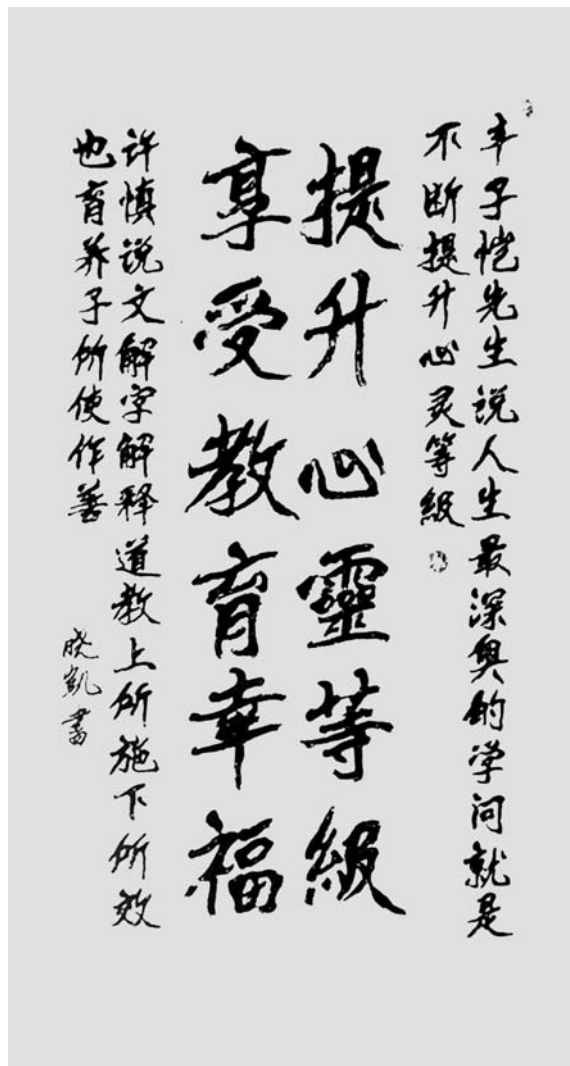 丰子恺先生说人生最深奥的学问就是
不断提升心灵等级
提升心靈等級
享受教育幸福
许慎说文解字解释道教上所施下所效
也育养子所使作善
晓凯書